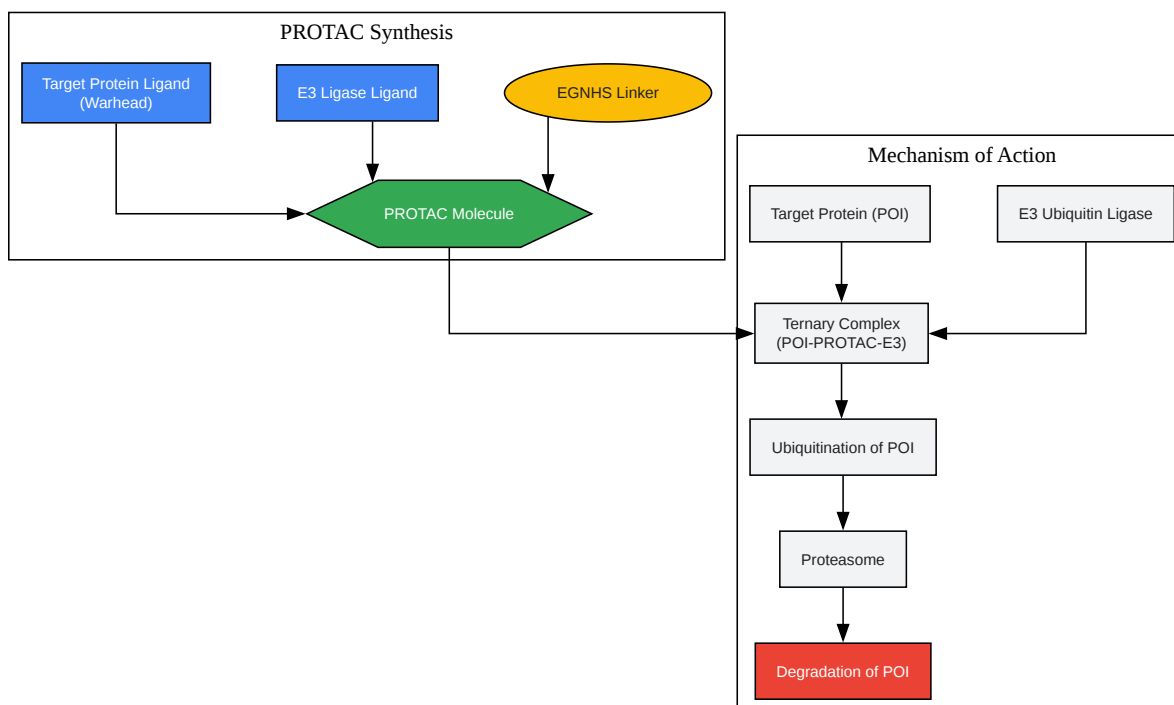 PROTAC Synthesis
Target Protein Ligand
(Warhead)
E3 Ligase Ligand
EGNHS Linker
PROTAC Molecule
Mechanism of Action
Target Protein (POI)
E3 Ubiquitin Ligase
Ternary Complex
(POI-PROTAC-E3)
Ubiquitination of POI
Proteasome
Degradation of POI